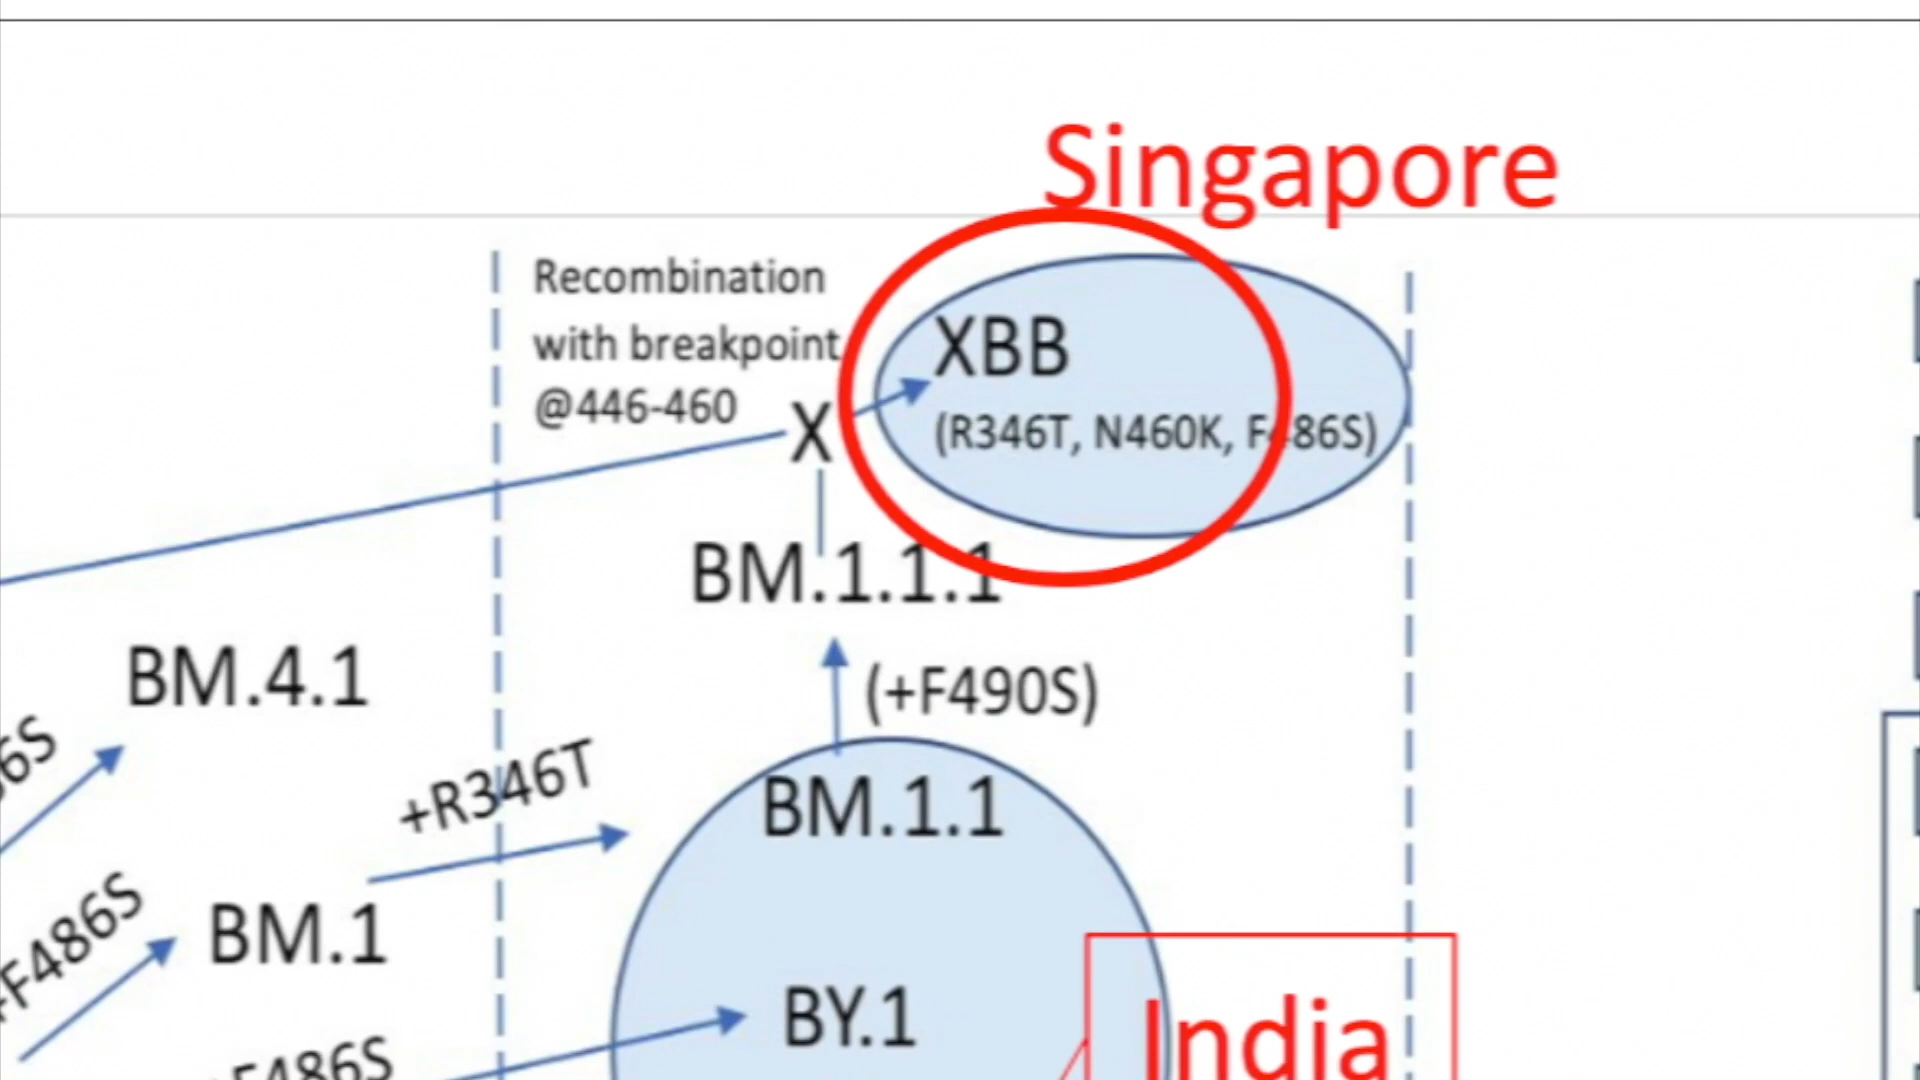 Singapore
Recombination
with breakpoint
@446-460
X
XBB
(R346T, N460K, F486S)
BM.1.1.1
BM.4.1
(+F490S)
+R346T
BM.1.1
+F486S
BM.1
BY.1
India